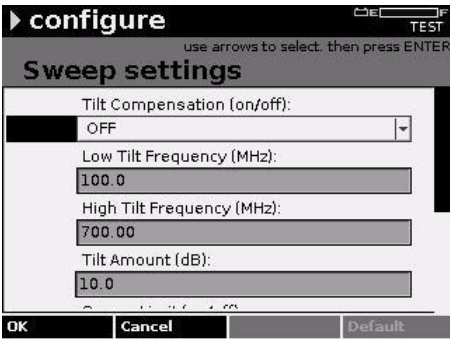 configure
E F
TEST
use arrows to select. then press ENTER
Sweep settings
Tilt Compensation (on/off):
OFF
Low Tilt Frequency (MHz):
100.0
High Tilt Frequency (MHz):
700.00
Tilt Amount (dB):
10.0
OK Cancel Default